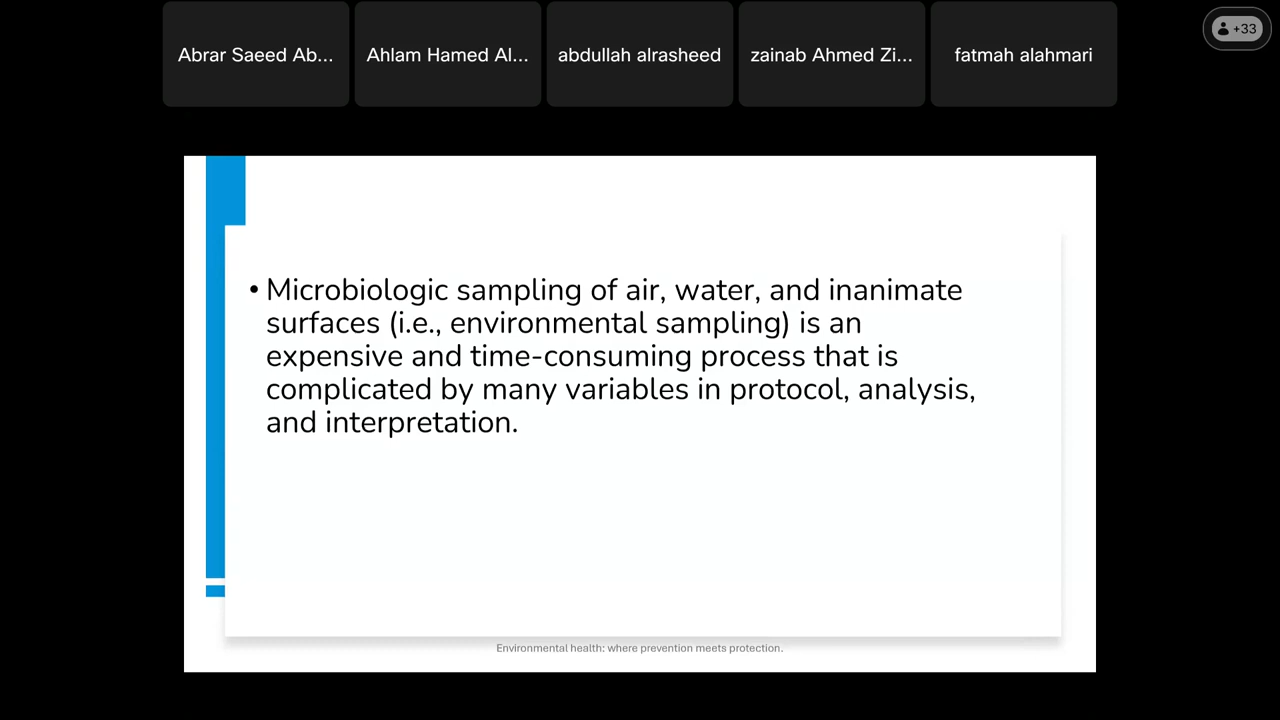 Abrar Saeed Ab...
Ahlam Hamed Al...
abdullah alrasheed
zainab Ahmed Zi...
fatmah alahmari
+33
• Microbiologic sampling of air, water, and inanimate
surfaces (i.e., environmental sampling) is an
expensive and time-consuming process that is
complicated by many variables in protocol, analysis,
and interpretation.
Environmental health: where prevention meets protection.